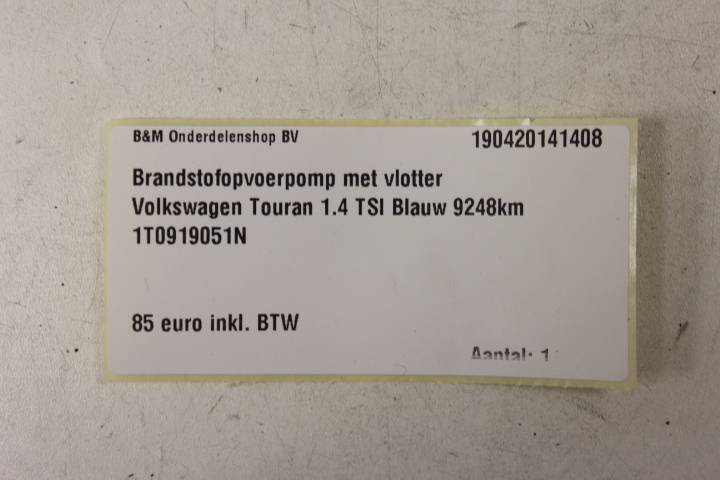 B&M Onderdelenshop BV 190420141408
Brandstofopvoerpomp met vlotter
Volkswagen Touran 1.4 TSI Blauw 9248km
1T0919051N
85 euro inkl. BTW
Aantal: 1